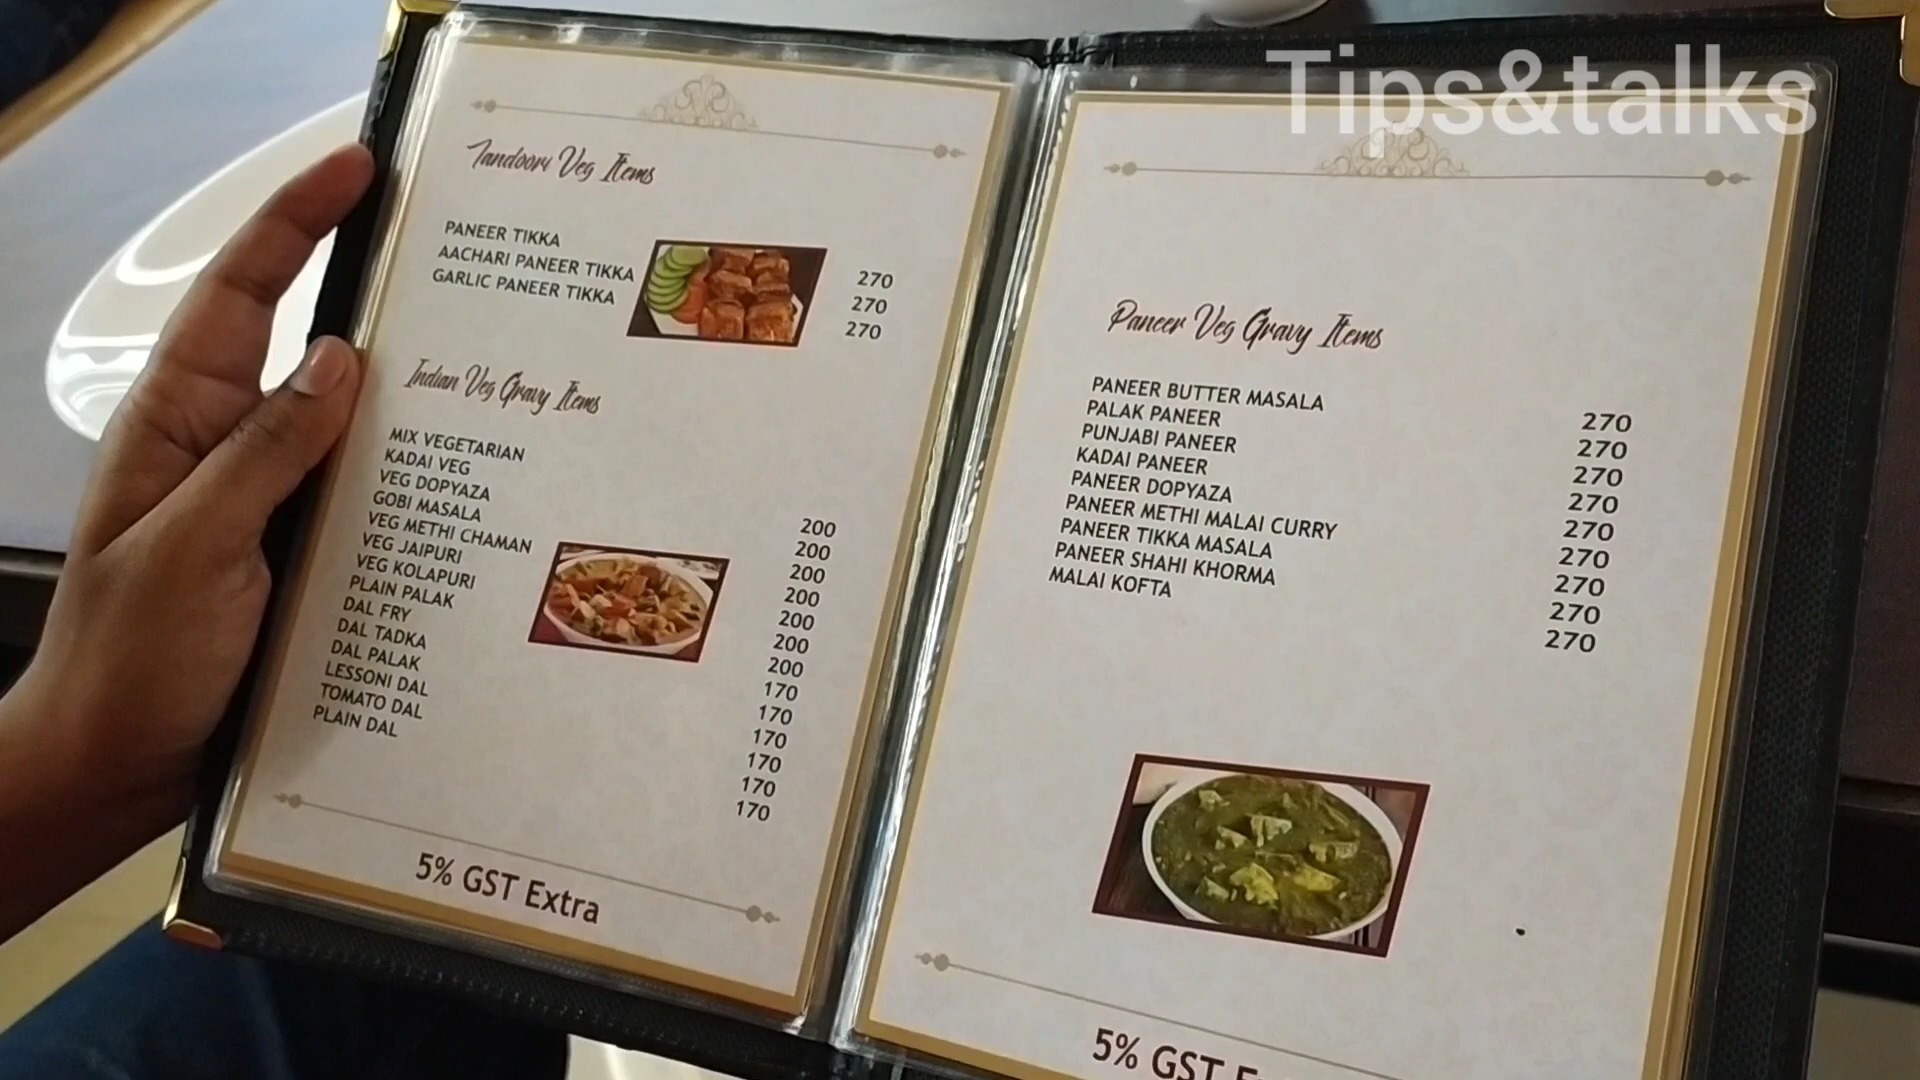 Tips&talks
Tandoori Veg Items
PANEER TIKKA 270
AACHARI PANEER TIKKA 270
GARLIC PANEER TIKKA 270
Indian Veg Gravy Items
MIX VEGETARIAN
KADAI VEG
VEG DOPYAZA
GOBI MASALA
VEG METHI CHAMAN
VEG JAIPURI
VEG KOLAPURI
PLAIN PALAK
DAL FRY
DAL TADKA
DAL PALAK
LESSONI DAL
TOMATO DAL
PLAIN DAL
200
200
200
200
200
200
200
170
170
170
170
170
170
5% GST Extra
Paneer Veg Gravy Items
PANEER BUTTER MASALA 270
PALAK PANEER 270
PUNJABI PANEER 270
KADAI PANEER 270
PANEER DOPYAZA 270
PANEER METHI MALAI CURRY 270
PANEER TIKKA MASALA 270
PANEER SHAHI KHORMA 270
MALAI KOFTA 270
5% GST